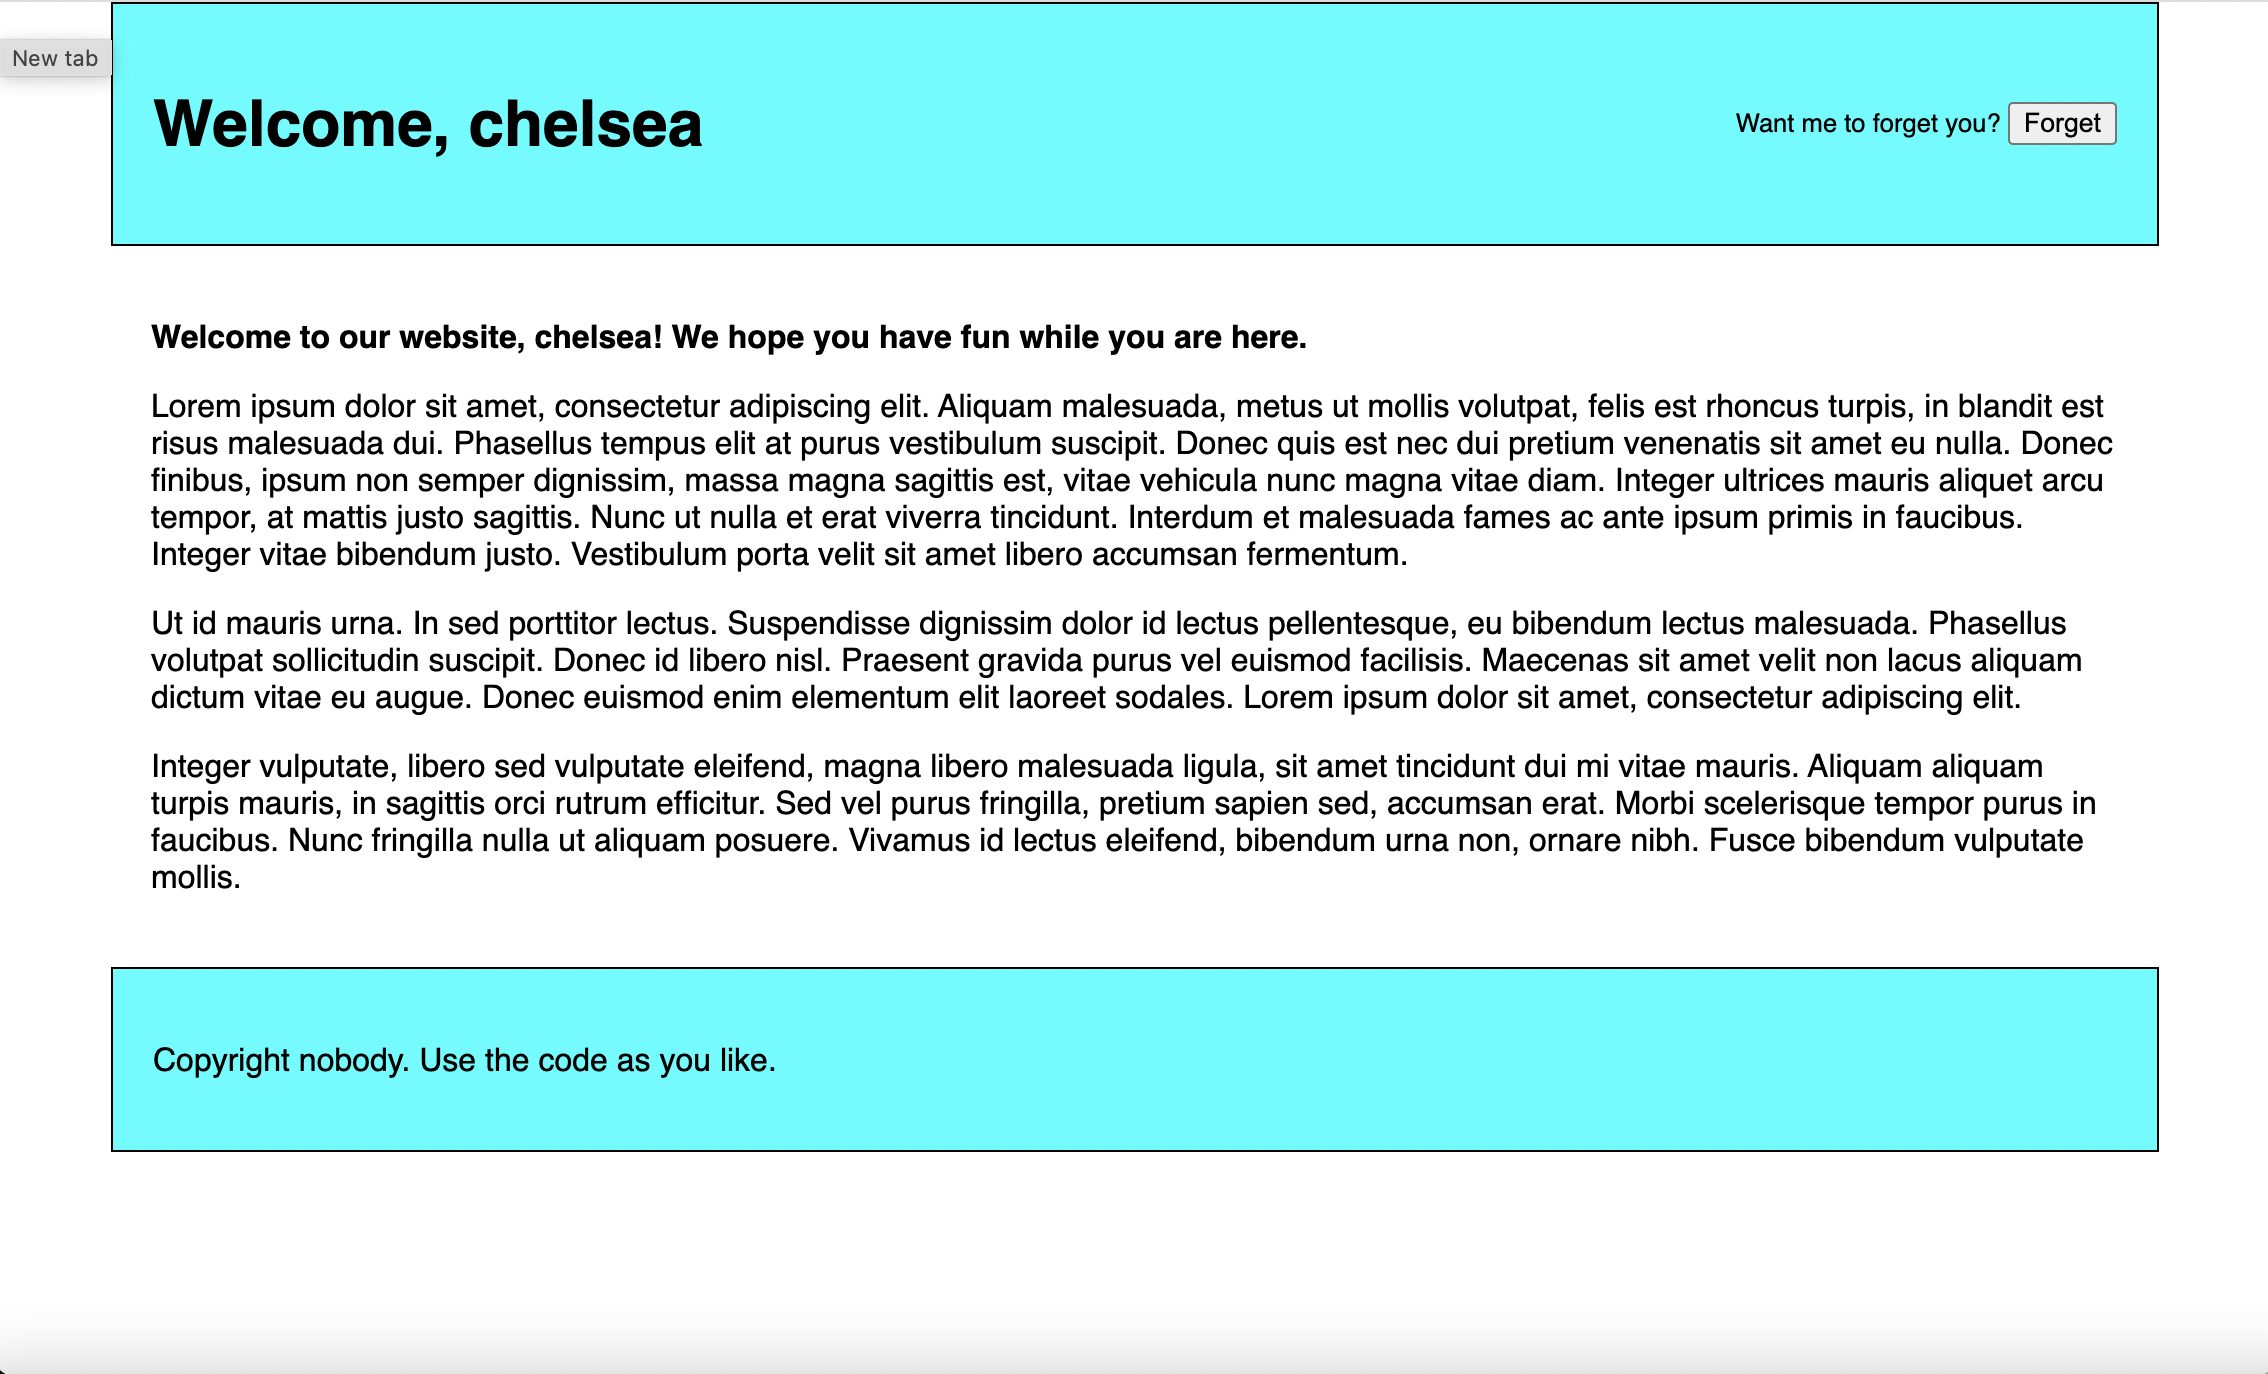 New tab
Welcome, chelsea
Want me to forget you? Forget
Welcome to our website, chelsea! We hope you have fun while you are here.
Lorem ipsum dolor sit amet, consectetur adipiscing elit. Aliquam malesuada, metus ut mollis volutpat, felis est rhoncus turpis, in blandit est
risus malesuada dui. Phasellus tempus elit at purus vestibulum suscipit. Donec quis est nec dui pretium venenatis sit amet eu nulla. Donec
finibus, ipsum non semper dignissim, massa magna sagittis est, vitae vehicula nunc magna vitae diam. Integer ultrices mauris aliquet arcu
tempor, at mattis justo sagittis. Nunc ut nulla et erat viverra tincidunt. Interdum et malesuada fames ac ante ipsum primis in faucibus.
Integer vitae bibendum justo. Vestibulum porta velit sit amet libero accumsan fermentum.
Ut id mauris urna. In sed porttitor lectus. Suspendisse dignissim dolor id lectus pellentesque, eu bibendum lectus malesuada. Phasellus
volutpat sollicitudin suscipit. Donec id libero nisl. Praesent gravida purus vel euismod facilisis. Maecenas sit amet velit non lacus aliquam
dictum vitae eu augue. Donec euismod enim elementum elit laoreet sodales. Lorem ipsum dolor sit amet, consectetur adipiscing elit.
Integer vulputate, libero sed vulputate eleifend, magna libero malesuada ligula, sit amet tincidunt dui mi vitae mauris. Aliquam aliquam
turpis mauris, in sagittis orci rutrum efficitur. Sed vel purus fringilla, pretium sapien sed, accumsan erat. Morbi scelerisque tempor purus in
faucibus. Nunc fringilla nulla ut aliquam posuere. Vivamus id lectus eleifend, bibendum urna non, ornare nibh. Fusce bibendum vulputate
mollis.
Copyright nobody. Use the code as you like.